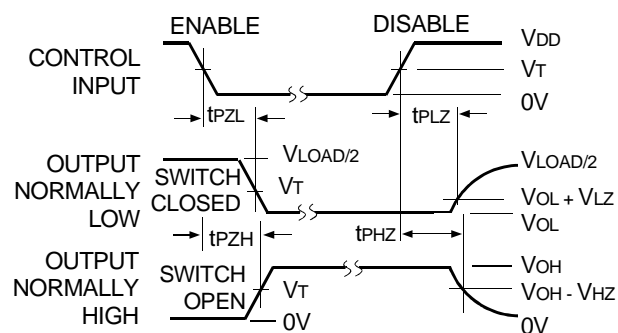 ENABLE
DISABLE
CONTROL
INPUT
VDD
VT
0V
tPZL
tPLZ
OUTPUT
NORMALLY
LOW
SWITCH
CLOSED
VLOAD/2
VT
VLOAD/2
VOL + VLZ
VOL
tPZH
tPHZ
OUTPUT
NORMALLY
HIGH
SWITCH
OPEN
VT
0V
VOH
VOH - VHZ
0V